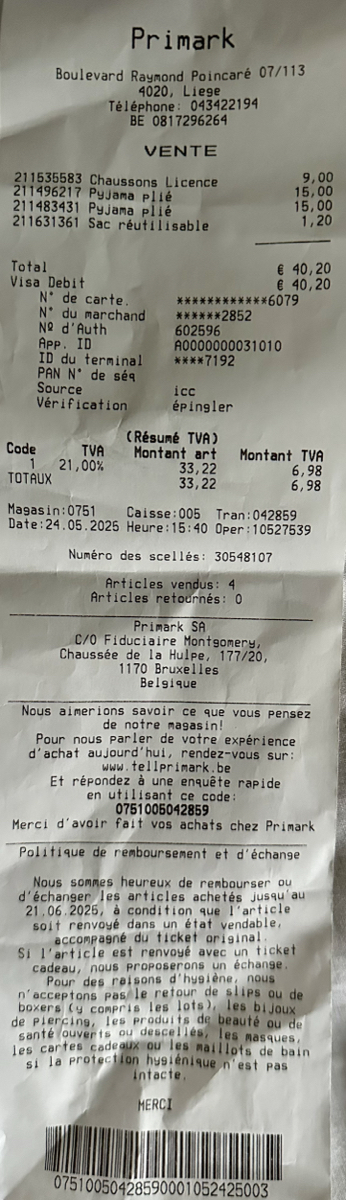 Primark
Boulevard Raymond Poincaré 07/113
4020, Liege
Téléphone: 043422194
BE 0817296264
VENTE
211535583 Chaussons Licence 9,00
211496217 Pyjama plié 15,00
211483431 Pyjama plié 15,00
211631361 Sac réutilisable 1,20
Total € 40,20
Visa Debit € 40,20
N° de carte. ************6079
N° du marchand ******2852
Nº d'Auth 602596
App. ID A0000000031010
ID du terminal ****7192
PAN N° de séq
Source icc
Vérification épingler
(Résumé TVA)
Code TVA Montant art Montant TVA
1 21,00% 33,22 6,98
TOTAUX 33,22 6,98
Magasin:0751 Caisse:005 Tran:042859
Date:24.05.2025 Heure:15:40 Oper:10527539
Numéro des scellés: 30548107
Articles vendus: 4
Articles retournés: 0
Primark SA
C/O Fiduciaire Montgomery,
Chaussée de la Hulpe, 177/20,
1170 Bruxelles
Belgique
Nous aimerions savoir ce que vous pensez
de notre magasin!
Pour nous parler de votre expérience
d'achat aujourd'hui, rendez-vous sur:
www.tellprimark.be
Et répondez à une enquête rapide
en utilisant ce code:
0751005042859
Merci d'avoir fait vos achats chez Primark
Politique de remboursement et d'échange
Nous sommes heureux de rembourser ou
d'échanger les articles achetés jusqu'au
21.06.2025, à condition que l'article
soit renvoyé dans un état vendable,
accompagné du ticket original.
Si l'article est renvoyé avec un ticket
cadeau, nous proposerons un échange.
Pour des raisons d'hygiène, nous
n'acceptons pas le retour de slips ou de
boxers (y compris les lots), les bijoux
de piercing, les produits de beauté ou de
santé ouverts ou descellés, les masques,
les cartes cadeaux ou les maillots de bain
si la protection hygiénique n'est pas
intacte.
MERCI
07510050428590001052425003